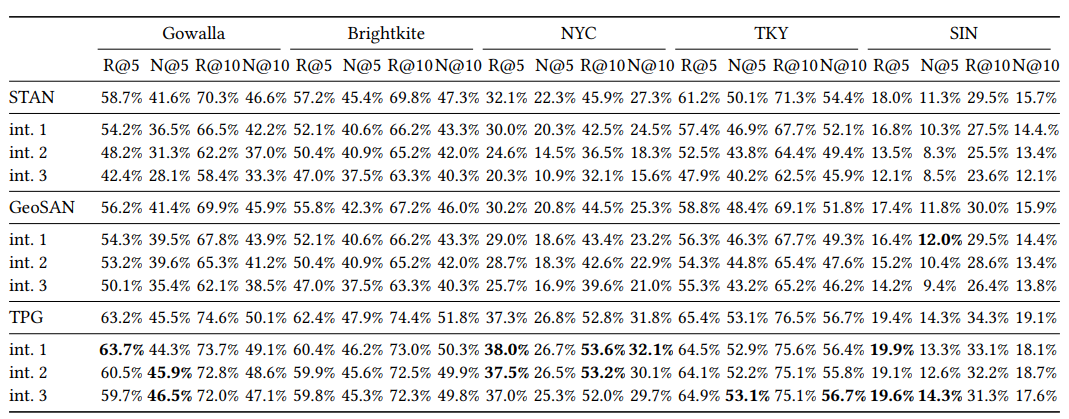 Gowalla Brightkite NYC TKY SIN
R@5 N@5 R@10 N@10 R@5 N@5 R@10 N@10 R@5 N@5 R@10 N@10 R@5 N@5 R@10 N@10 R@5 N@5 R@10 N@10
STAN 58.7% 41.6% 70.3% 46.6% 57.2% 45.4% 69.8% 47.3% 32.1% 22.3% 45.9% 27.3% 61.2% 50.1% 71.3% 54.4% 18.0% 11.3% 29.5% 15.7%
int. 1 54.2% 36.5% 66.5% 42.2% 52.1% 40.6% 66.2% 43.3% 30.0% 20.3% 42.5% 24.5% 57.4% 46.9% 67.7% 52.1% 16.8% 10.3% 27.5% 14.4.%
int. 2 48.2% 31.3% 62.2% 37.0% 50.4% 40.9% 65.2% 42.0% 24.6% 14.5% 36.5% 18.3% 52.5% 43.8% 64.4% 49.4% 13.5% 8.3% 25.5% 13.4%
int. 3 42.4% 28.1% 58.4% 33.3% 47.0% 37.5% 63.3% 40.3% 20.3% 10.9% 32.1% 15.6% 47.9% 40.2% 62.5% 45.9% 12.1% 8.5% 23.6% 12.1%
GeoSAN 56.2% 41.4% 69.9% 45.9% 55.8% 42.3% 67.2% 46.0% 30.2% 20.8% 44.5% 25.3% 58.8% 48.4% 69.1% 51.8% 17.4% 11.8% 30.0% 15.9%
int. 1 54.3% 39.5% 67.8% 43.9% 52.1% 40.6% 66.2% 43.3% 29.0% 18.6% 43.4% 23.2% 56.3% 46.3% 67.7% 49.3% 16.4% 12.0% 29.5% 14.4%
int. 2 53.2% 39.6% 65.3% 41.2% 50.4% 40.9% 65.2% 42.0% 28.7% 18.3% 42.6% 22.9% 54.3% 44.8% 65.4% 47.6% 15.2% 10.4% 28.6% 13.4%
int. 3 50.1% 35.4% 62.1% 38.5% 47.0% 37.5% 63.3% 40.3% 25.7% 16.9% 39.6% 21.0% 55.3% 43.2% 65.2% 46.2% 14.2% 9.4% 26.4% 13.8%
TPG 63.2% 45.5% 74.6% 50.1% 62.4% 47.9% 74.4% 51.8% 37.3% 26.8% 52.8% 31.8% 65.4% 53.1% 76.5% 56.7% 19.4% 14.3% 34.3% 19.1%
int. 1 63.7% 44.3% 73.7% 49.1% 60.4% 46.2% 73.0% 50.3% 38.0% 26.7% 53.6% 32.1% 64.5% 52.9% 75.6% 56.4% 19.9% 13.3% 33.1% 18.1%
int. 2 60.5% 45.9% 72.8% 48.6% 59.9% 45.6% 72.5% 49.9% 37.5% 26.5% 53.2% 30.1% 64.1% 52.2% 75.1% 55.8% 19.1% 12.6% 32.2% 18.7%
int. 3 59.7% 46.5% 72.0% 47.1% 59.8% 45.3% 72.3% 49.8% 37.0% 25.3% 52.0% 29.7% 64.9% 53.1% 75.1% 56.7% 19.6% 14.3% 31.3% 17.6%